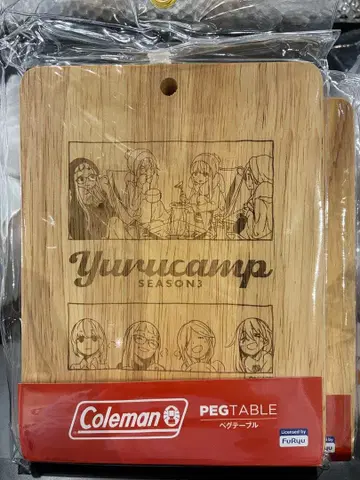 Yurucamp
SEASON3
Coleman
PEGTABLE
ペグテーブル
Licensed by
FuRyu